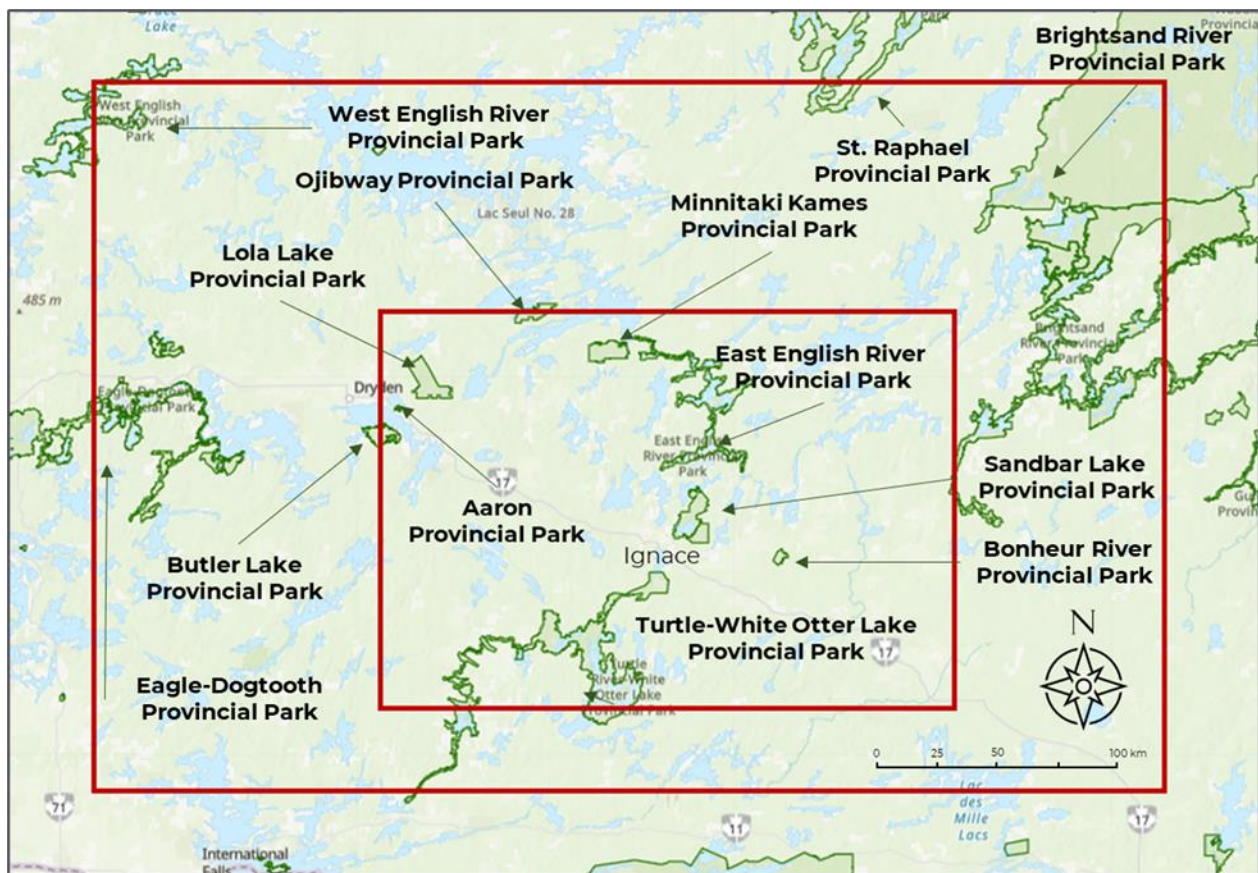 Lake
Brightsand River
Provincial Park
West English
Provincial
Park
West English River
Provincial Park
Ojibway Provincial Park
St. Raphael
Provincial Park
Lac Seul No. 28
Minnitaki Kames
Provincial Park
Lola Lake
Provincial Park
485 m
East English River
Provincial Park
Brightsand
River Provincial
Park
Eagle-Dogtooth
Provincial Park
Dryden
East English
River Provincial
Park
Sandbar Lake
Provincial Park
17
Aaron
Provincial Park
Ignace
Butler Lake
Provincial Park
Bonheur River
Provincial Park
Turtle-White Otter Lake
Provincial Park
17
N
Turtle
River-White
Otter Lake
Provincial Park
Eagle-Dogtooth
Provincial Park
0 25 50 100 km
71
11
Lac
des
Mille
Lacs
17
International
Falls